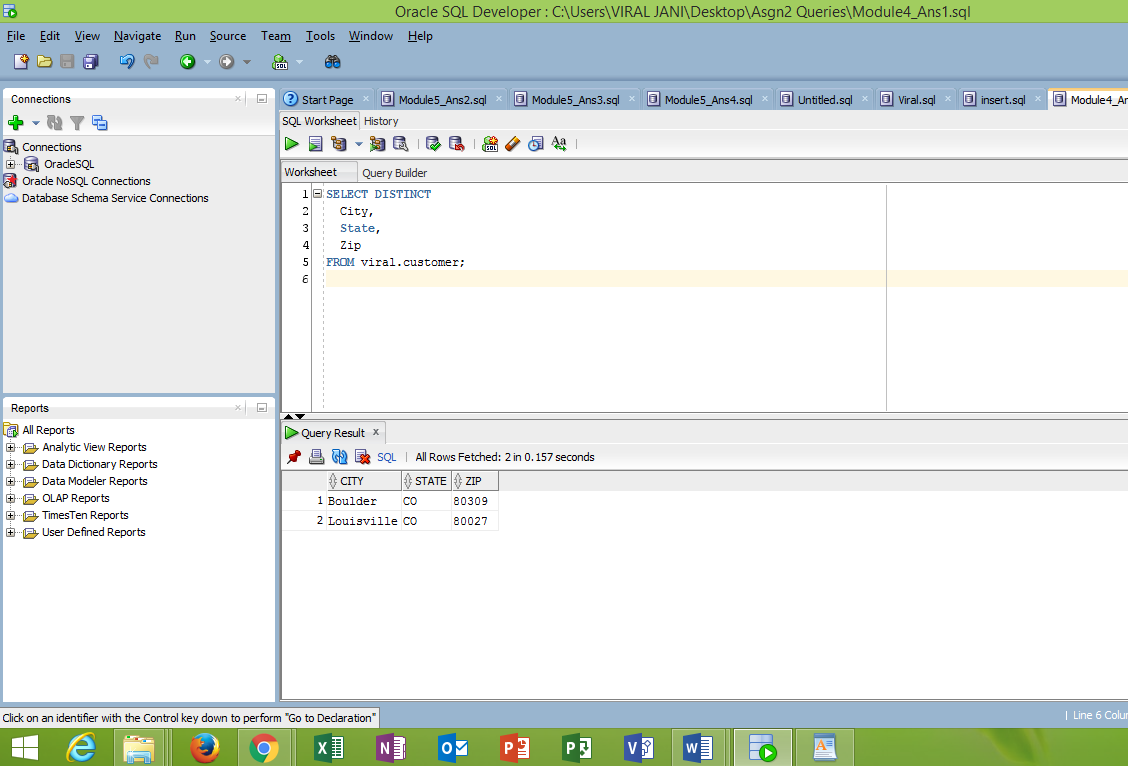 Oracle SQL Developer : C:\Users\VIRAL JANI\Desktop\Asgn2 Queries\Module4_Ans1.sql
File Edit View Navigate Run Source Team Tools Window Help
Connections
Connections
OracleSQL
Oracle NoSQL Connections
Database Schema Service Connections
Reports
All Reports
Analytic View Reports
Data Dictionary Reports
Data Modeler Reports
OLAP Reports
TimesTen Reports
User Defined Reports
Start Page Module5_Ans2.sql Module5_Ans3.sql Module5_Ans4.sql Untitled.sql Viral.sql insert.sql Module4_An
SQL Worksheet History
Worksheet Query Builder
1 SELECT DISTINCT
2 City,
3 State,
4 Zip
5 FROM viral.customer;
6
Query Result
SQL | All Rows Fetched: 2 in 0.157 seconds
CITY STATE ZIP
1 Boulder CO 80309
2 Louisville CO 80027
Click on an identifier with the Control key down to perform "Go to Declaration"
| Line 6 Colum